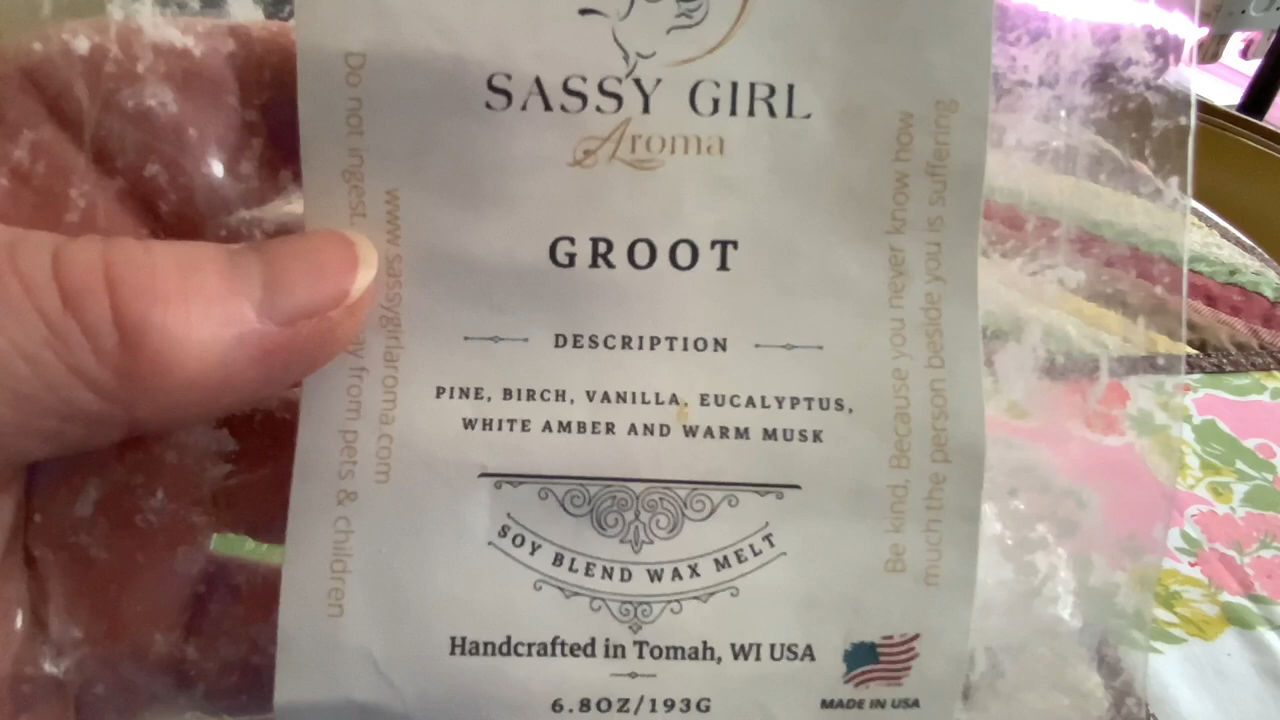 SASSY GIRL
Aroma
GROOT
DESCRIPTION
PINE, BIRCH, VANILLA, EUCALYPTUS,
WHITE AMBER AND WARM MUSK
SOY BLEND WAX MELT
Handcrafted in Tomah, WI USA
6.8OZ/193G
MADE IN USA
Do not ingest. from pets & children
www.sassygirlaroma.com
Be kind. Because you never know how
much the person beside you is suffering